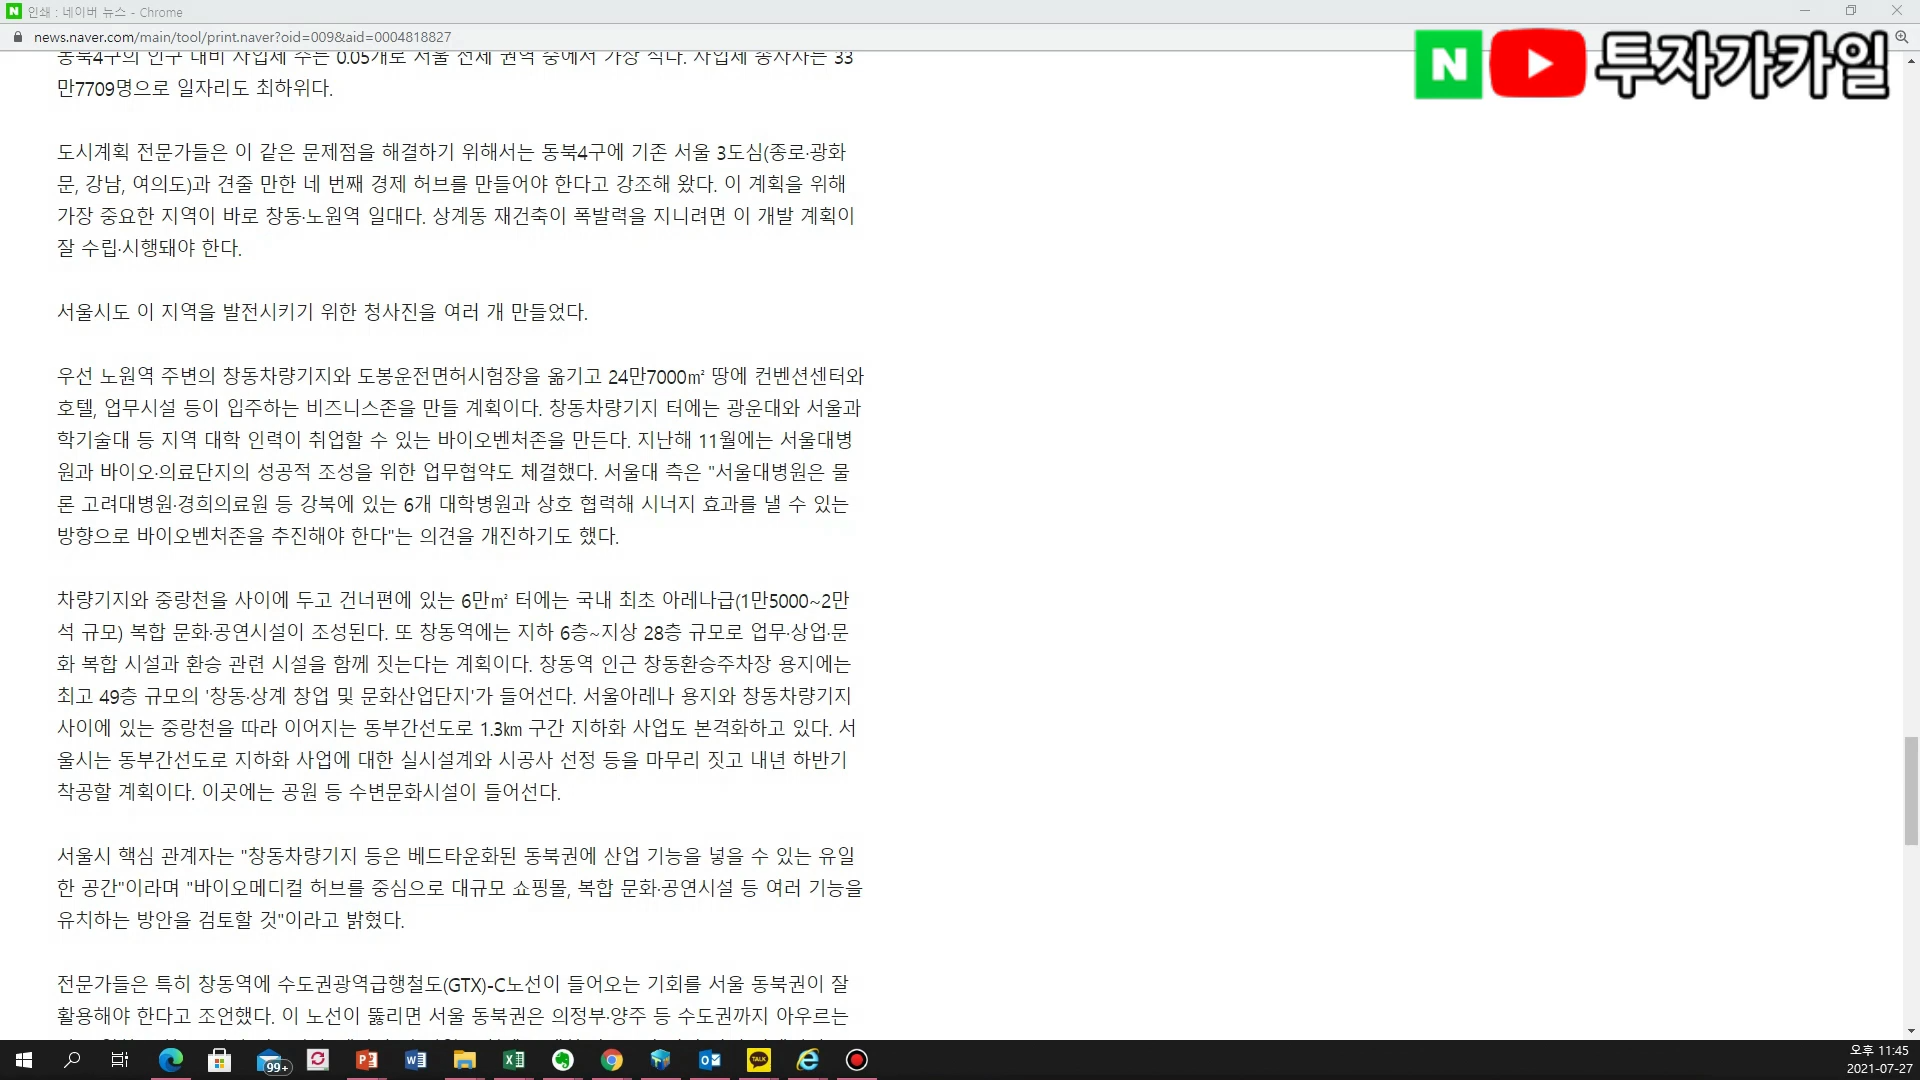 인쇄 : 네이버 뉴스 - Chrome
news.naver.com/main/tool/print.naver?oid=009&aid=0004818827
N 투자가카일
동북4구의 인구 대비 사업체 수는 0.05개로 서울 전체 권역 중에서 가장 적다. 사업체 종사자는 33
만7709명으로 일자리도 최하위다.
도시계획 전문가들은 이 같은 문제점을 해결하기 위해서는 동북4구에 기존 서울 3도심(종로·광화
문, 강남, 여의도)과 견줄 만한 네 번째 경제 허브를 만들어야 한다고 강조해 왔다. 이 계획을 위해
가장 중요한 지역이 바로 창동·노원역 일대다. 상계동 재건축이 폭발력을 지니려면 이 개발 계획이
잘 수립·시행돼야 한다.
서울시도 이 지역을 발전시키기 위한 청사진을 여러 개 만들었다.
우선 노원역 주변의 창동차량기지와 도봉운전면허시험장을 옮기고 24만7000㎡ 땅에 컨벤션센터와
호텔, 업무시설 등이 입주하는 비즈니스존을 만들 계획이다. 창동차량기지 터에는 광운대와 서울과
학기술대 등 지역 대학 인력이 취업할 수 있는 바이오벤처존을 만든다. 지난해 11월에는 서울대병
원과 바이오·의료단지의 성공적 조성을 위한 업무협약도 체결했다. 서울대 측은 "서울대병원은 물
론 고려대병원·경희의료원 등 강북에 있는 6개 대학병원과 상호 협력해 시너지 효과를 낼 수 있는
방향으로 바이오벤처존을 추진해야 한다"는 의견을 개진하기도 했다.
차량기지와 중랑천을 사이에 두고 건너편에 있는 6만㎡ 터에는 국내 최초 아레나급(1만5000~2만
석 규모) 복합 문화·공연시설이 조성된다. 또 창동역에는 지하 6층~지상 28층 규모로 업무·상업·문
화 복합 시설과 환승 관련 시설을 함께 짓는다는 계획이다. 창동역 인근 창동환승주차장 용지에는
최고 49층 규모의 '창동·상계 창업 및 문화산업단지'가 들어선다. 서울아레나 용지와 창동차량기지
사이에 있는 중랑천을 따라 이어지는 동부간선도로 1.3㎞ 구간 지하화 사업도 본격화하고 있다. 서
울시는 동부간선도로 지하화 사업에 대한 실시설계와 시공사 선정 등을 마무리 짓고 내년 하반기
착공할 계획이다. 이곳에는 공원 등 수변문화시설이 들어선다.
서울시 핵심 관계자는 "창동차량기지 등은 베드타운화된 동북권에 산업 기능을 넣을 수 있는 유일
한 공간"이라며 "바이오메디컬 허브를 중심으로 대규모 쇼핑몰, 복합 문화·공연시설 등 여러 기능을
유치하는 방안을 검토할 것"이라고 밝혔다.
전문가들은 특히 창동역에 수도권광역급행철도(GTX)-C노선이 들어오는 기회를 서울 동북권이 잘
활용해야 한다고 조언했다. 이 노선이 뚫리면 서울 동북권은 의정부·양주 등 수도권까지 아우르는
99+
TALK
오후 11:45
2021-07-27